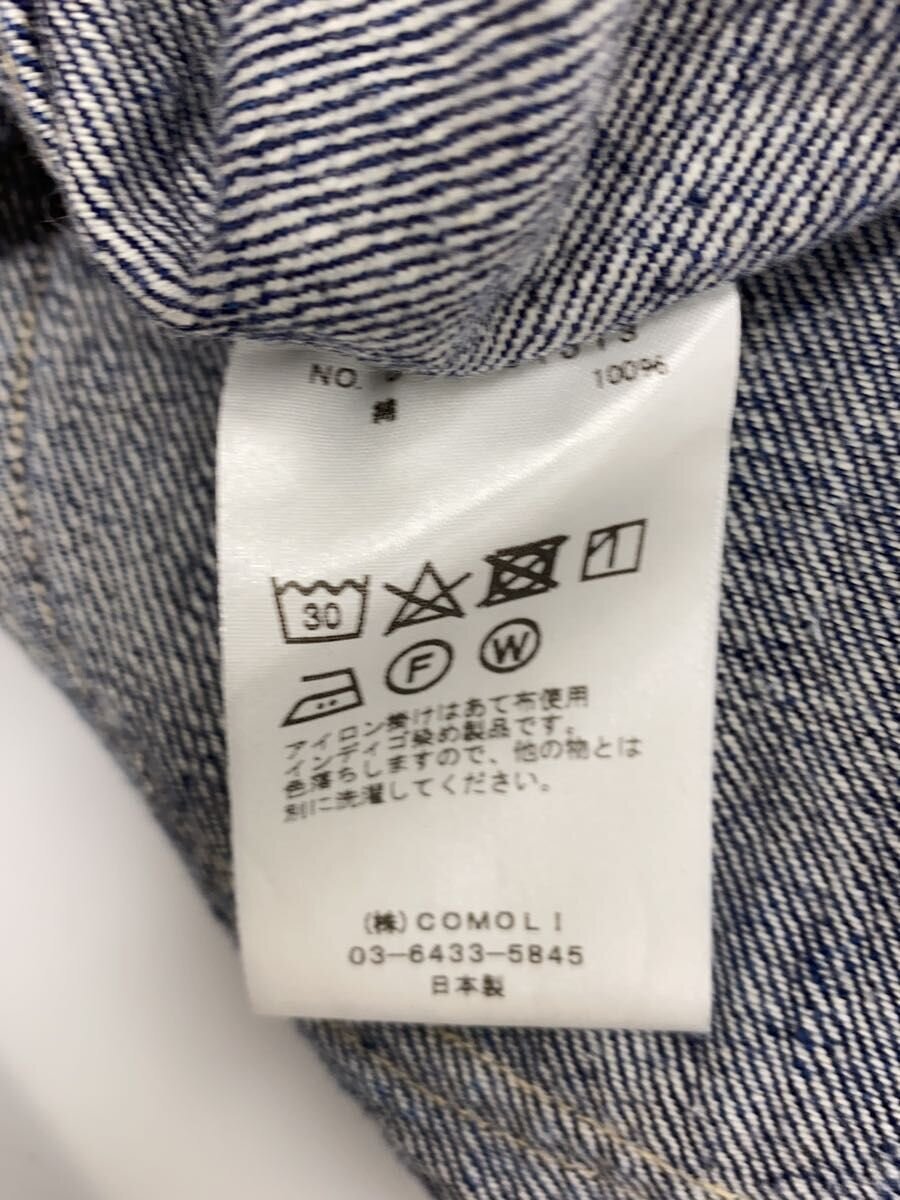 NO.
綿 100%
30
F W
アイロン掛けはあて布使用
インディゴ染め製品です。
色落ちしますので、他の物とは
別に洗濯してください。
(株)COMOLI
03-6433-5845
日本製